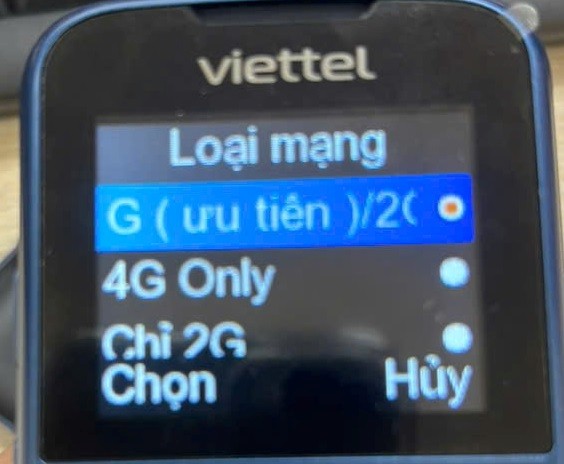 viettel
Loại mạng
G ( ưu tiên )/2(
4G Only
Chỉ 2G
Chọn Hủy